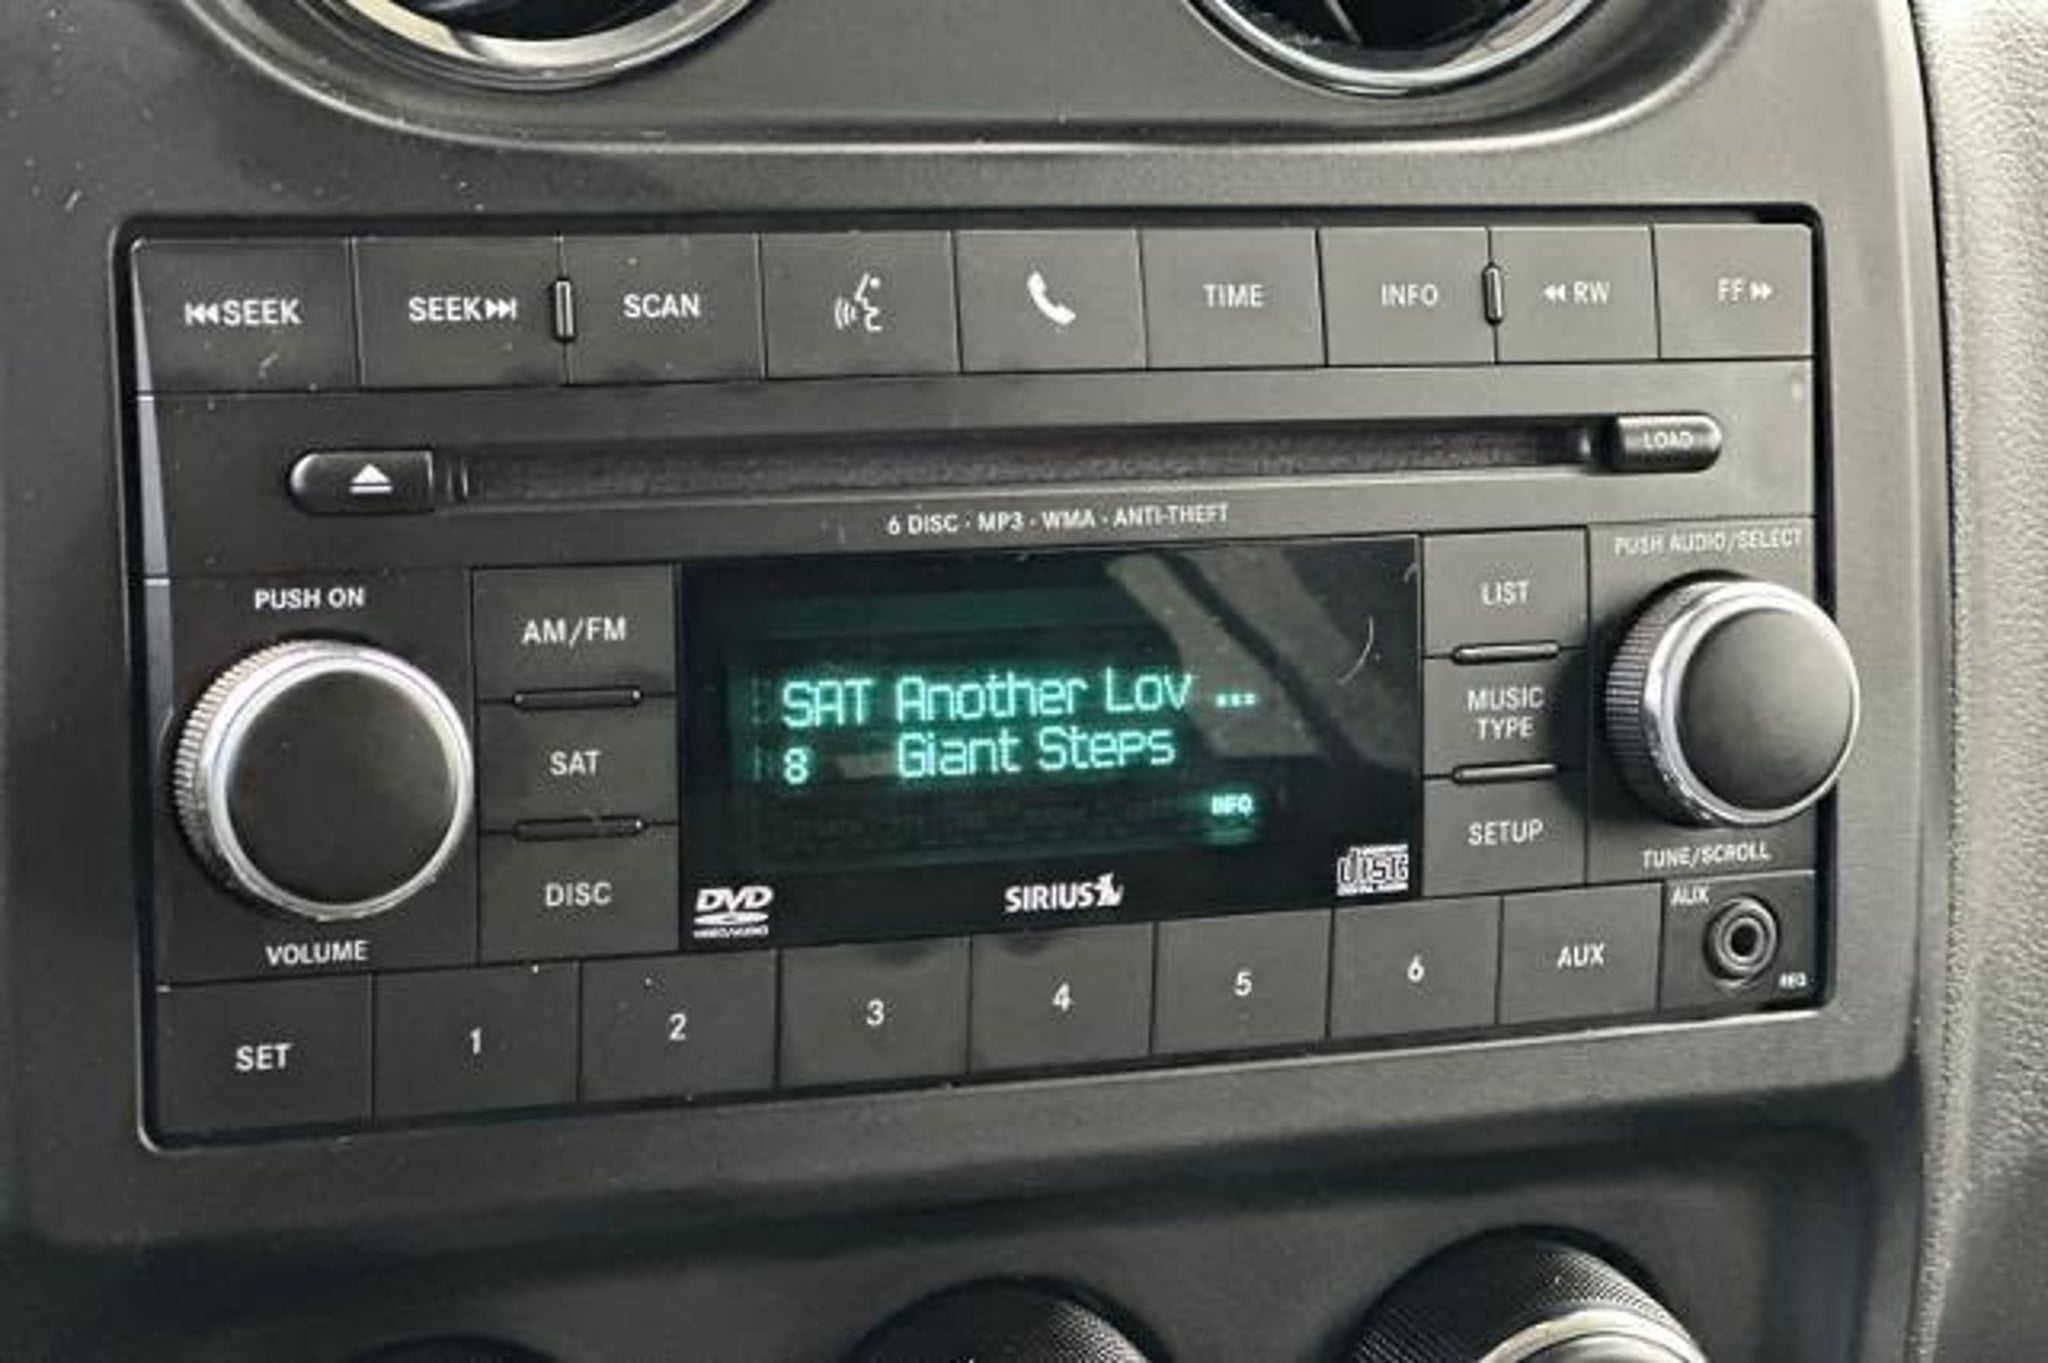 SEEK
SEEK
SCAN
TIME
INFO
RW
FF
LOAD
6 DISC · MP3 · WMA · ANTI-THEFT
PUSH ON
VOLUME
AM/FM
SAT
DISC
SAT Another Lov ...
8 Giant Steps
INFO
DVD
SIRIUS
disc
LIST
MUSIC
TYPE
SETUP
PUSH AUDIO/SELECT
TUNE/SCROLL
AUX
SET
1
2
3
4
5
6
AUX